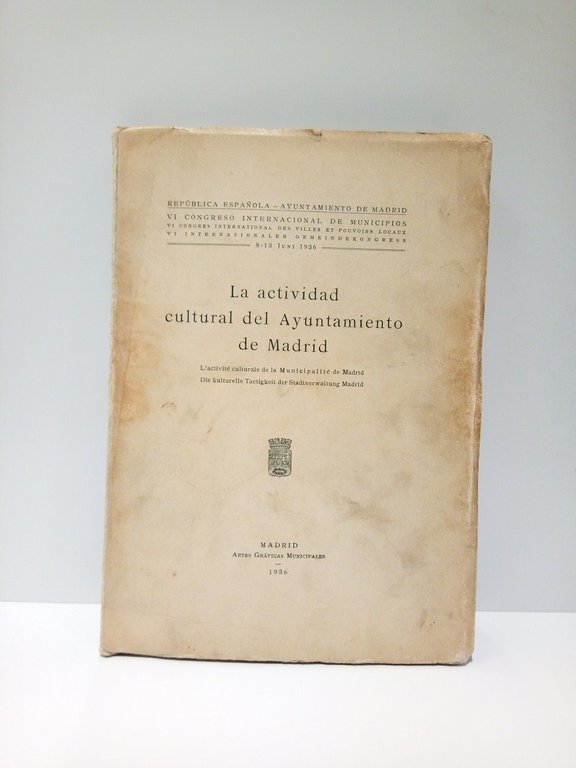 REPÚBLICA ESPAÑOLA – AYUNTAMIENTO DE MADRID
VI CONGRESO INTERNACIONAL DE MUNICIPIOS
VI CONGRES INTERNATIONAL DES VILLES ET POUVOIRS LOCAUX
VI INTERNATIONALER GEMEINDEKONGRESS
8-13 JUNI 1936
La actividad
cultural del Ayuntamiento
de Madrid
L'activité culturale de la Municipalité de Madrid
Die kulturelle Taetigkeit der Stadtverwaltung Madrid
MADRID
ARTES GRÁFICAS MUNICIPALES
—
1936